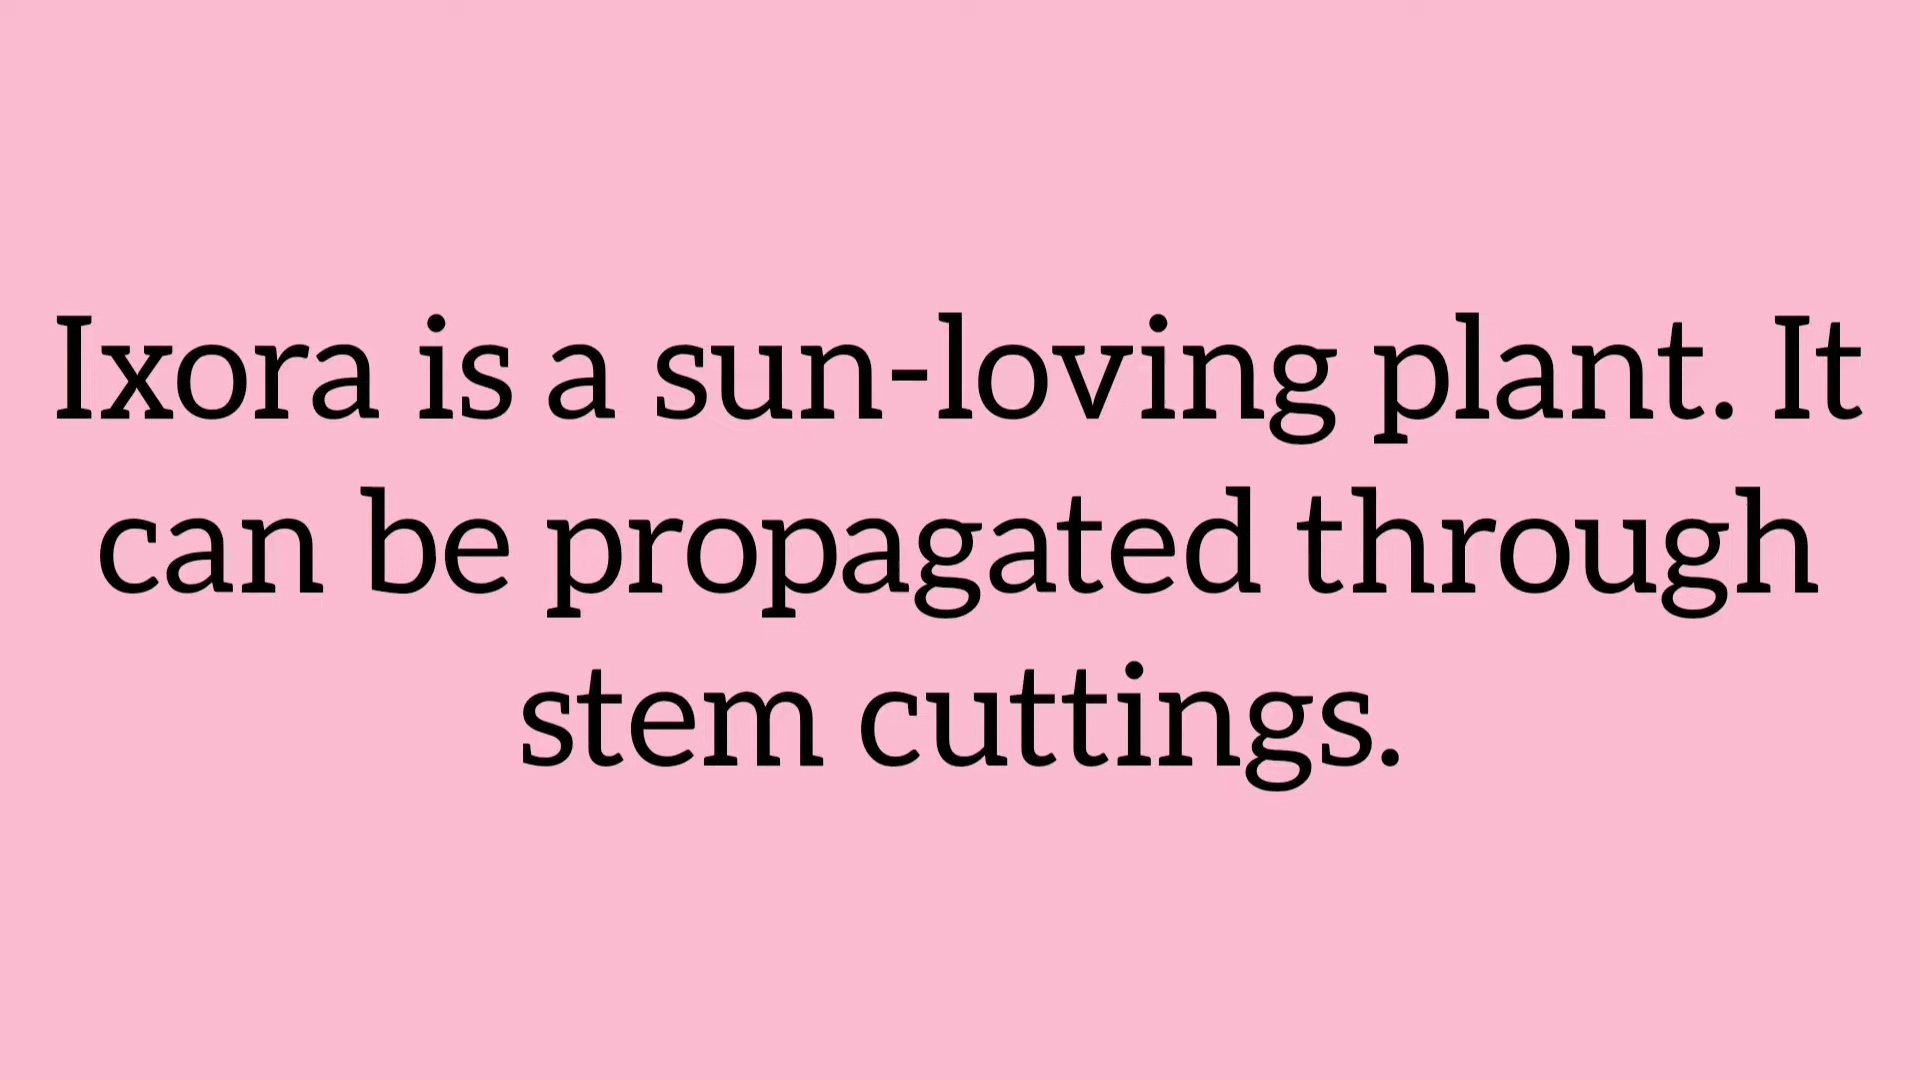 Ixora is a sun-loving plant. It
can be propagated through
stem cuttings.